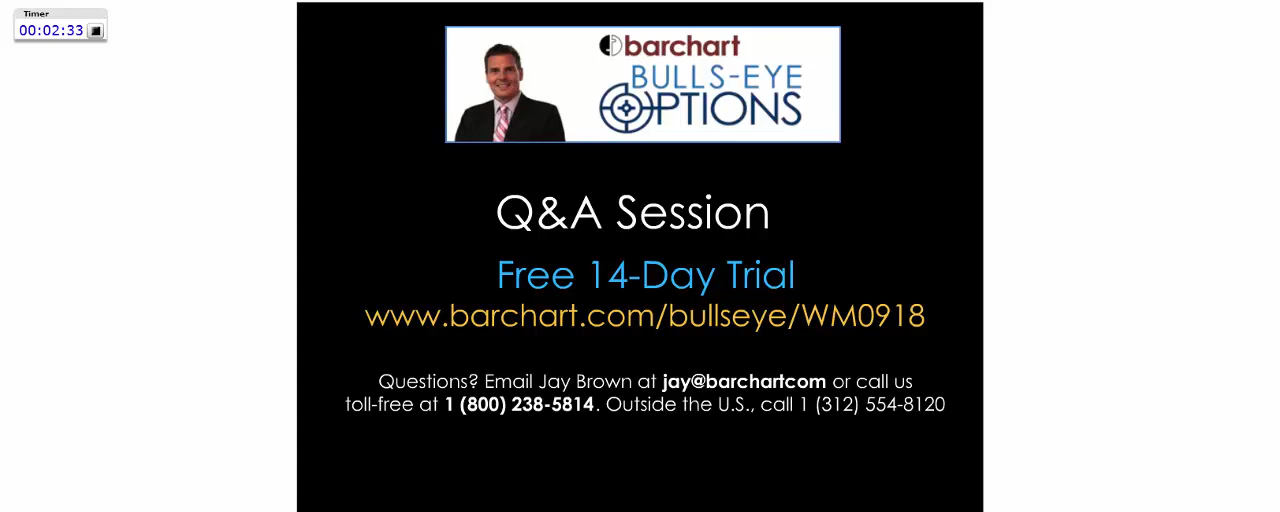 Timer
00:02:33
barchart
BULLS-EYE
OPTIONS
Q&A Session
Free 14-Day Trial
www.barchart.com/bullseye/WM0918
Questions? Email Jay Brown at jay@barchartcom or call us
toll-free at 1 (800) 238-5814. Outside the U.S., call 1 (312) 554-8120